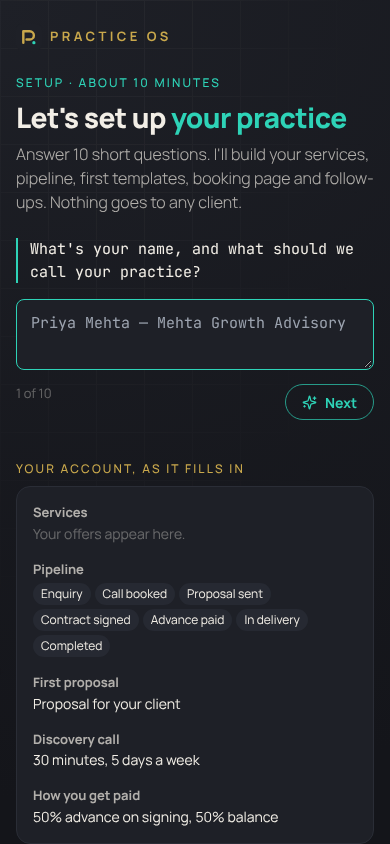 PRACTICE OS
SETUP · ABOUT 10 MINUTES
Let's set up your practice
Answer 10 short questions. I'll build your services,
pipeline, first templates, booking page and follow-
ups. Nothing goes to any client.
What's your name, and what should we
call your practice?
Priya Mehta — Mehta Growth Advisory
1 of 10
Next
YOUR ACCOUNT, AS IT FILLS IN
Services
Your offers appear here.
Pipeline
Enquiry Call booked Proposal sent
Contract signed Advance paid In delivery
Completed
First proposal
Proposal for your client
Discovery call
30 minutes, 5 days a week
How you get paid
50% advance on signing, 50% balance